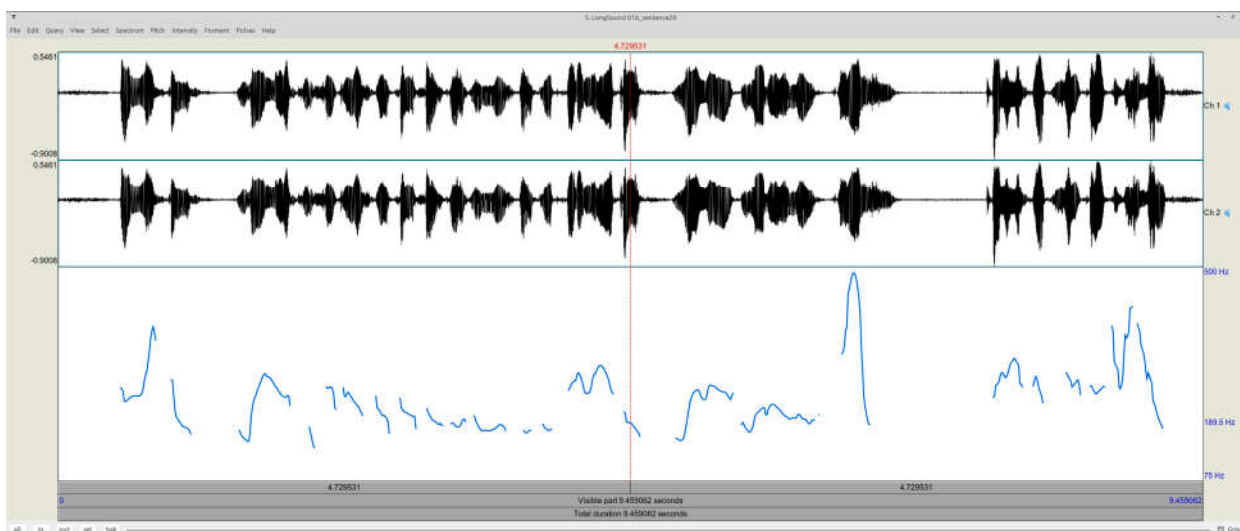 5. LongSound 016_sentence28
File Edit Query View Select Spectrum Pitch Intensity Formant Pulses Help
4.729531
0.5461
Ch 1
-0.9008
0.5461
Ch 2
-0.9008
500 Hz
189.5 Hz
75 Hz
4.729531 4.729531
0 Visible part 9.459062 seconds 9.459062
Total duration 9.459062 seconds
all in out sel bak